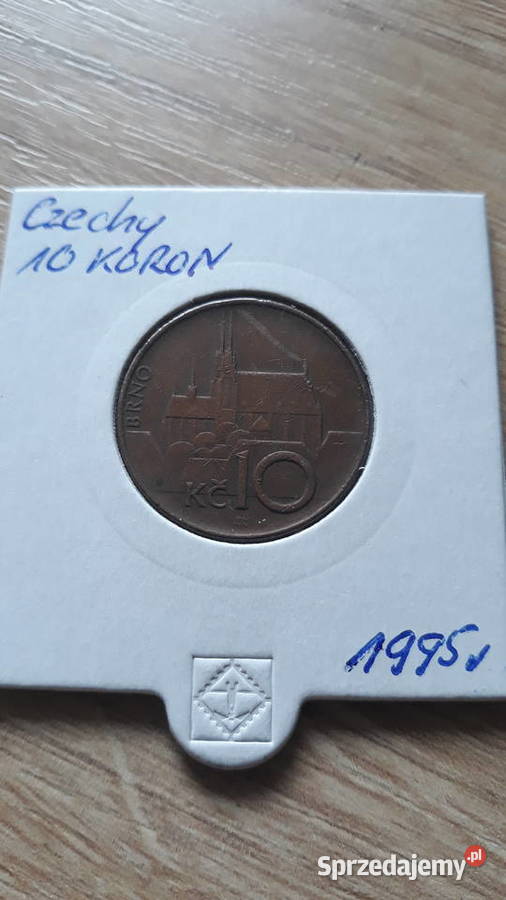 Czechy
10 KORON
BRNO
Kč 10
1995r
Sprzedajemy.pl